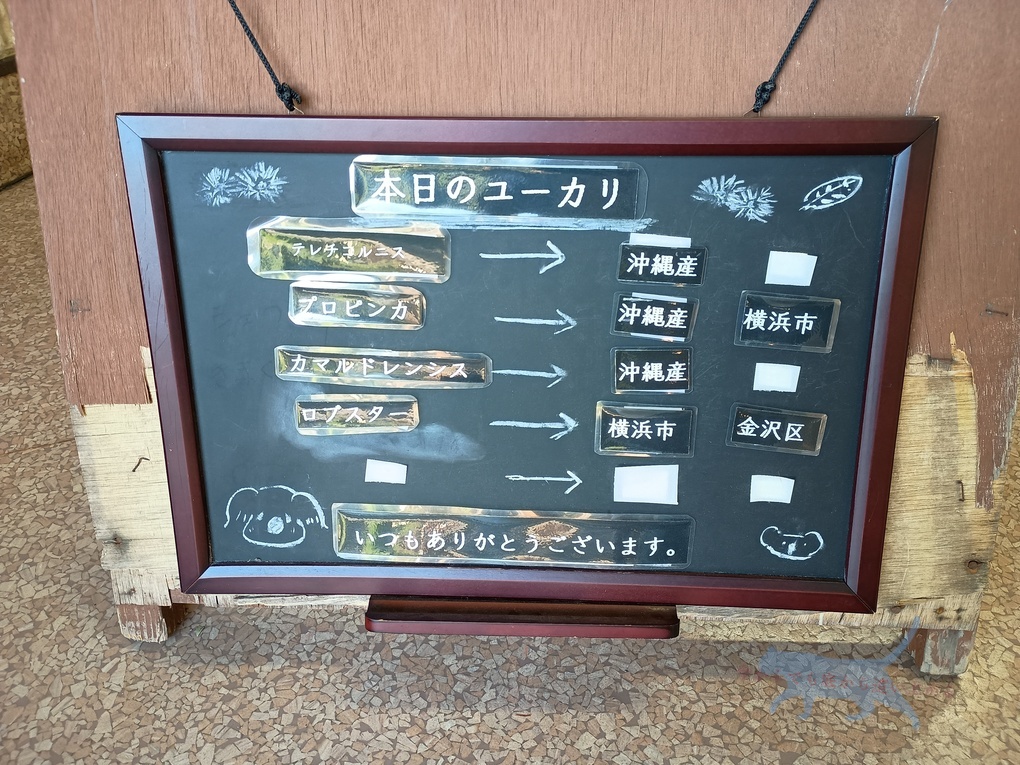 本日のユーカリ
テレチコルニス → 沖縄産
プロピンカ → 沖縄産 横浜市
カマルドレンシス → 沖縄産
ロブスター → 横浜市 金沢区
→
いつもありがとうございます。